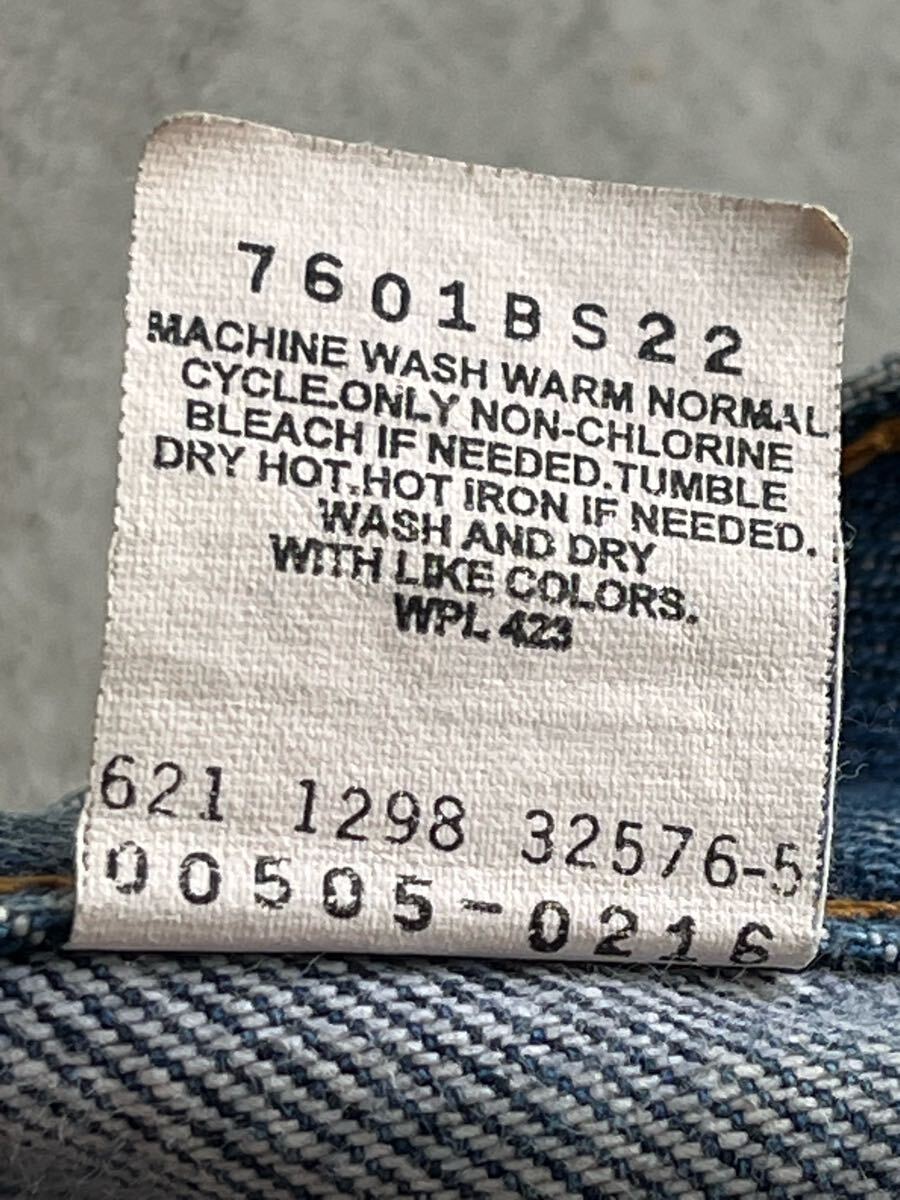 7601BS22
MACHINE WASH WARM NORMAL
CYCLE.ONLY NON-CHLORINE
BLEACH IF NEEDED.TUMBLE
DRY HOT.HOT IRON IF NEEDED.
WASH AND DRY
WITH LIKE COLORS.
WPL 423
621 1298 32576-5
00505-0216